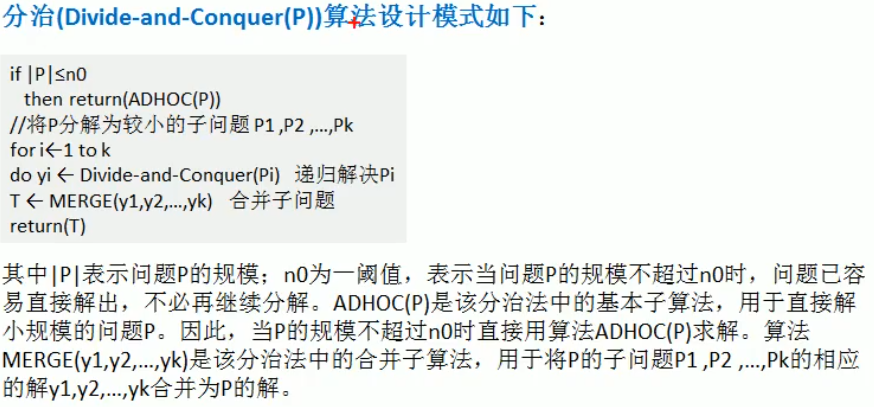 分治(Divide-and-Conquer(P))算法设计模式如下：
if |P|≤n0
then return(ADHOC(P))
//将P分解为较小的子问题 P1 ,P2 ,...,Pk
for i←1 to k
do yi ← Divide-and-Conquer(Pi) 递归解决Pi
T ← MERGE(y1,y2,...,yk) 合并子问题
return(T)
其中|P|表示问题P的规模；n0为一阈值，表示当问题P的规模不超过n0时，问题已容
易直接解出，不必再继续分解。ADHOC(P)是该分治法中的基本子算法，用于直接解
小规模的问题P。因此，当P的规模不超过n0时直接用算法ADHOC(P)求解。算法
MERGE(y1,y2,...,yk)是该分治法中的合并子算法，用于将P的子问题P1 ,P2 ,...,Pk的相应
的解y1,y2,...,yk合并为P的解。